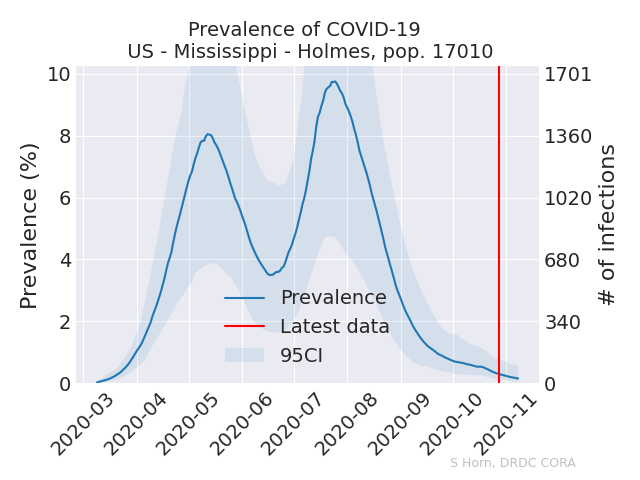 Prevalence of COVID-19
US - Mississippi - Holmes, pop. 17010
10
8
6
4
2
0
Prevalence (%)
1701
1360
1020
680
340
0
# of infections
Prevalence
Latest data
95CI
2020-03
2020-04
2020-05
2020-06
2020-07
2020-08
2020-09
2020-10
2020-11
S Horn, DRDC CORA